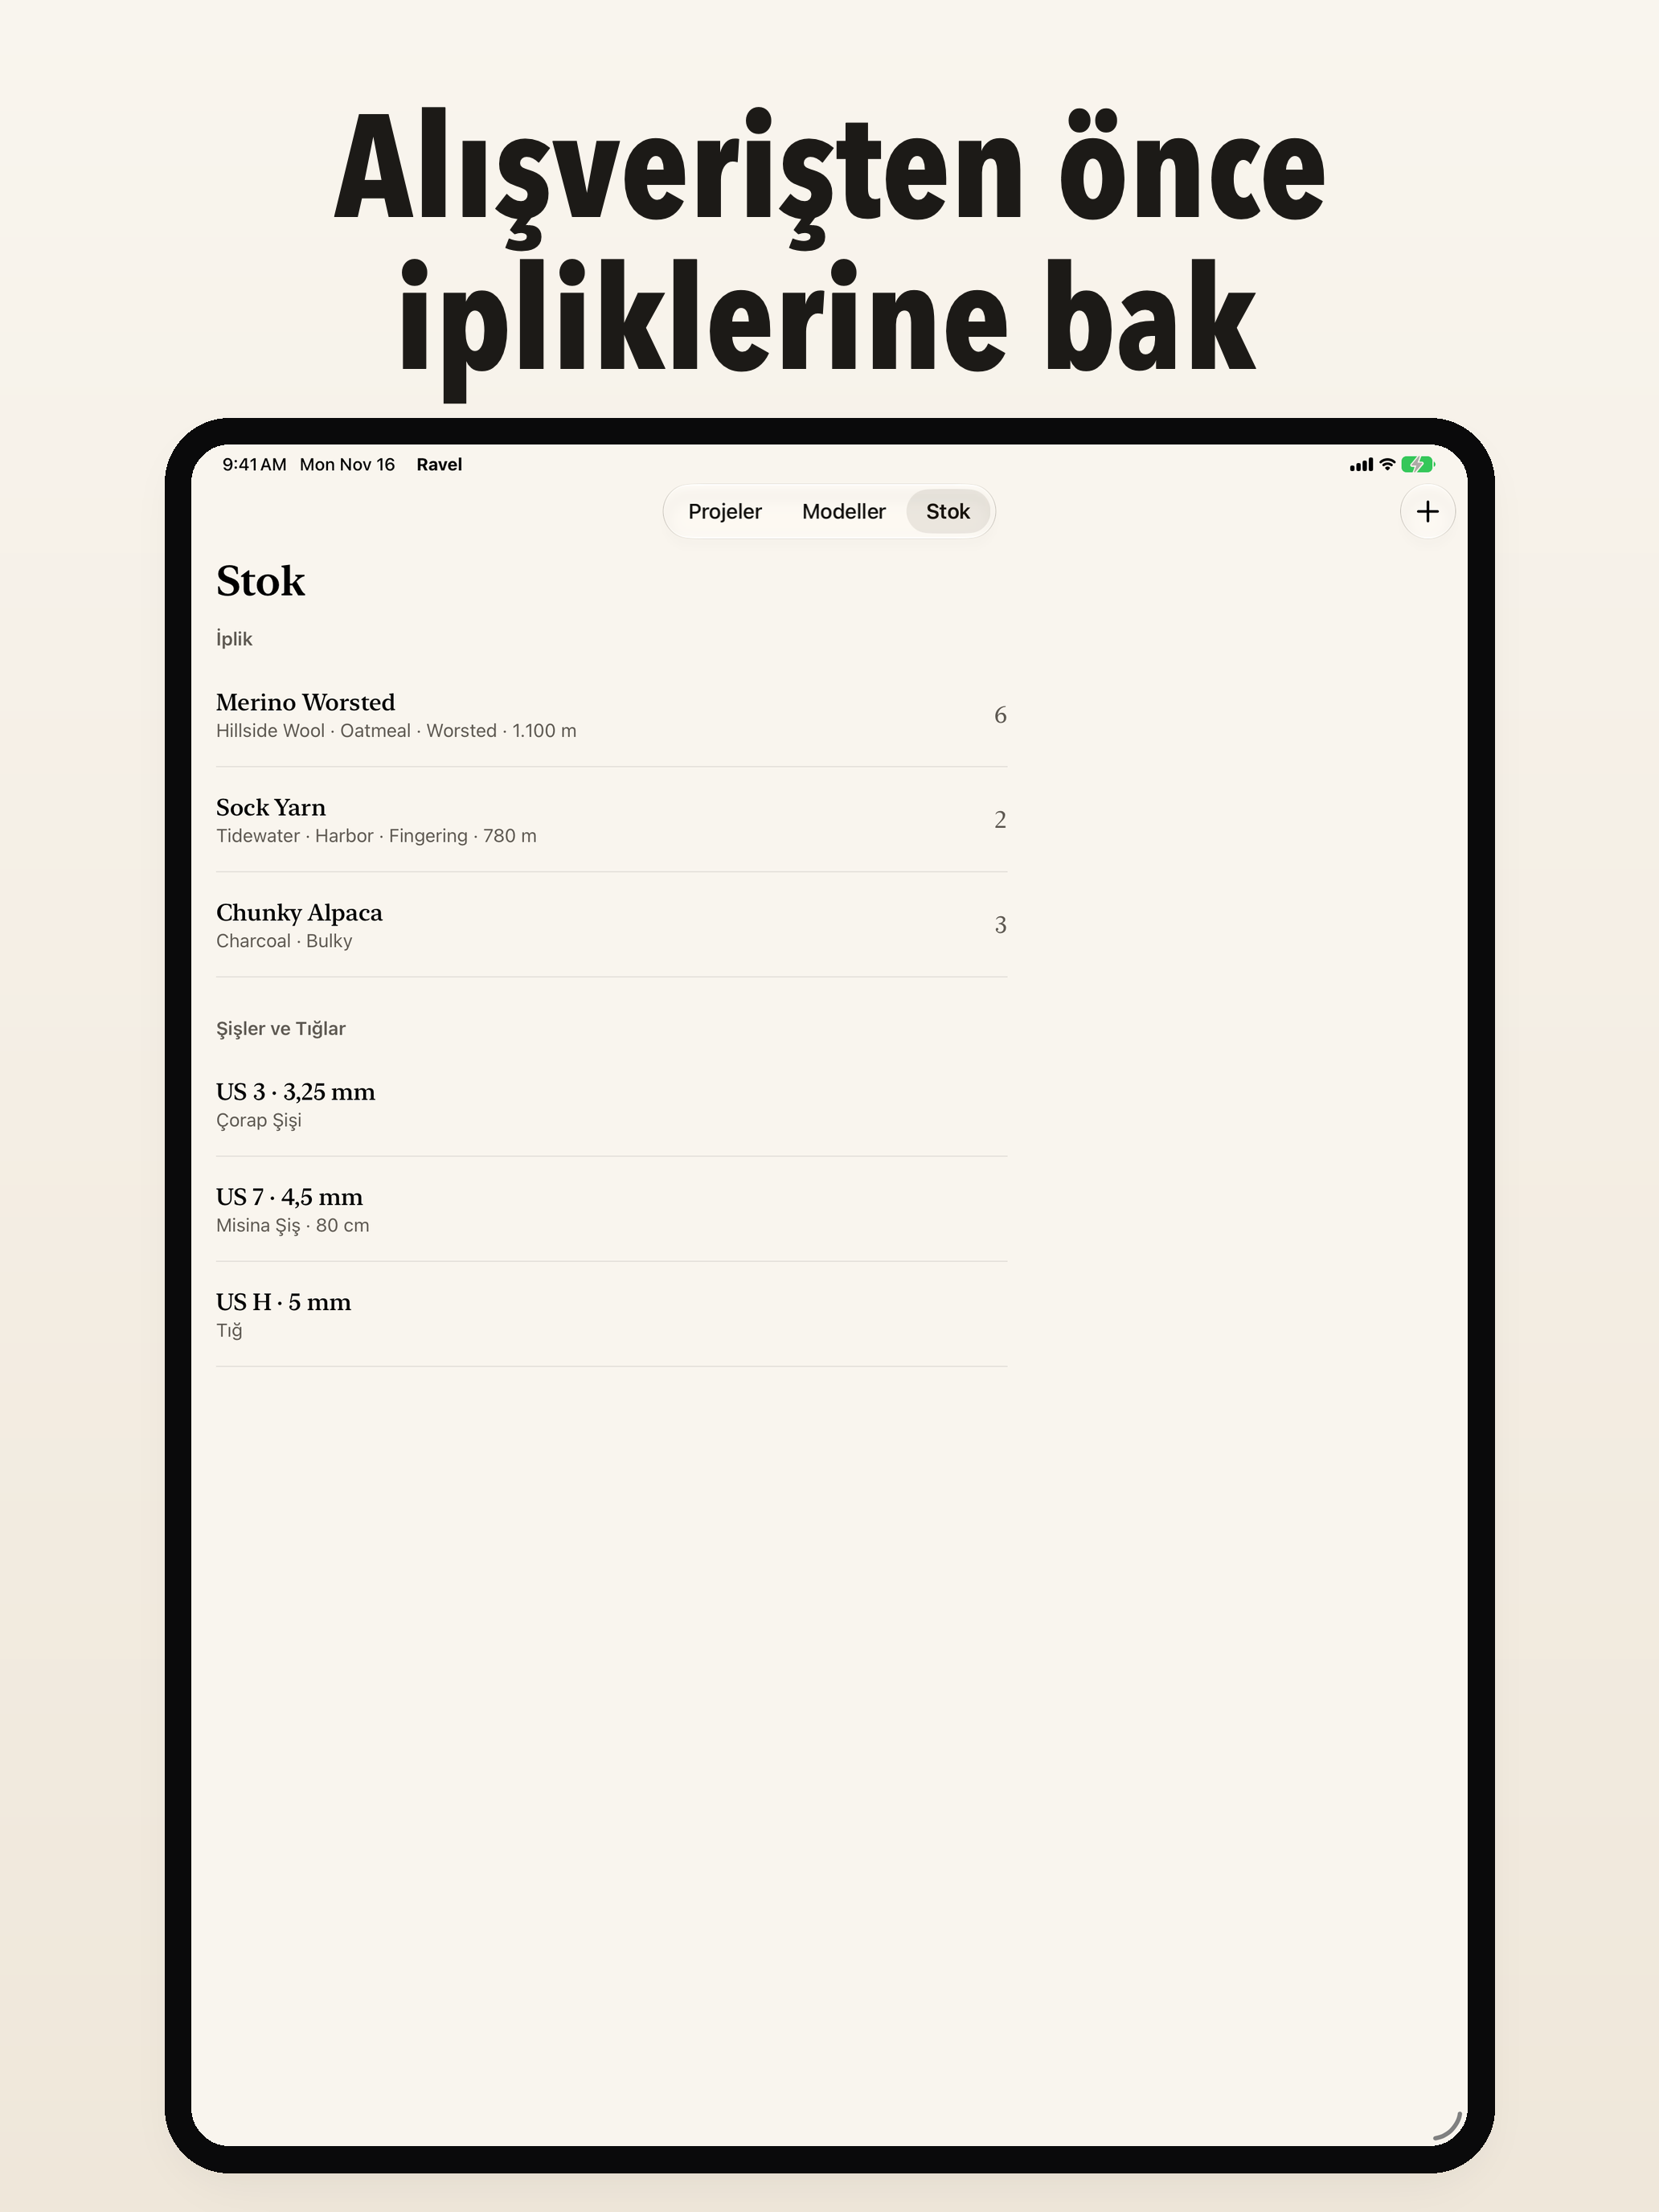 Alışverişten önce
ipliklerine bak
9:41 AM Mon Nov 16 Ravel
Projeler Modeller Stok
Stok
İplik
Merino Worsted
6
Hillside Wool · Oatmeal · Worsted · 1.100 m
Sock Yarn
2
Tidewater · Harbor · Fingering · 780 m
Chunky Alpaca
3
Charcoal · Bulky
Şişler ve Tığlar
US 3 · 3,25 mm
Çorap Şişi
US 7 · 4,5 mm
Misina Şiş · 80 cm
US H · 5 mm
Tığ